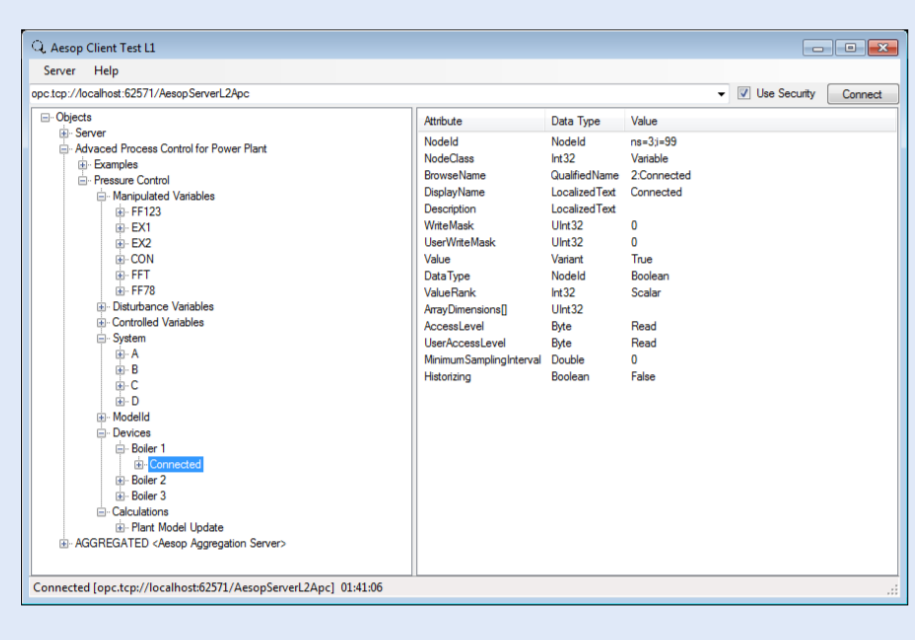 Aesop Client Test L1
Server Help
opc.tcp://localhost:62571/AesopServerL2Apc
Use Security
Connect
Objects
Server
Advaced Process Control for Power Plant
Examples
Pressure Control
Manipulated Variables
FF123
EX1
EX2
CON
FFT
FF78
Disturbance Variables
Controlled Variables
System
A
B
C
D
ModelId
Devices
Boiler 1
Connected
Boiler 2
Boiler 3
Calculations
Plant Model Update
AGGREGATED <Aesop Aggregation Server>
Attribute Data Type Value
NodeId NodeId ns=3;i=99
NodeClass Int32 Variable
BrowseName QualifiedName 2:Connected
DisplayName LocalizedText Connected
Description LocalizedText
WriteMask UInt32 0
UserWriteMask UInt32 0
Value Variant True
DataType NodeId Boolean
ValueRank Int32 Scalar
ArrayDimensions[] UInt32
AccessLevel Byte Read
UserAccessLevel Byte Read
MinimumSamplingInterval Double 0
Historizing Boolean False
Connected [opc.tcp://localhost:62571/AesopServerL2Apc] 01:41:06